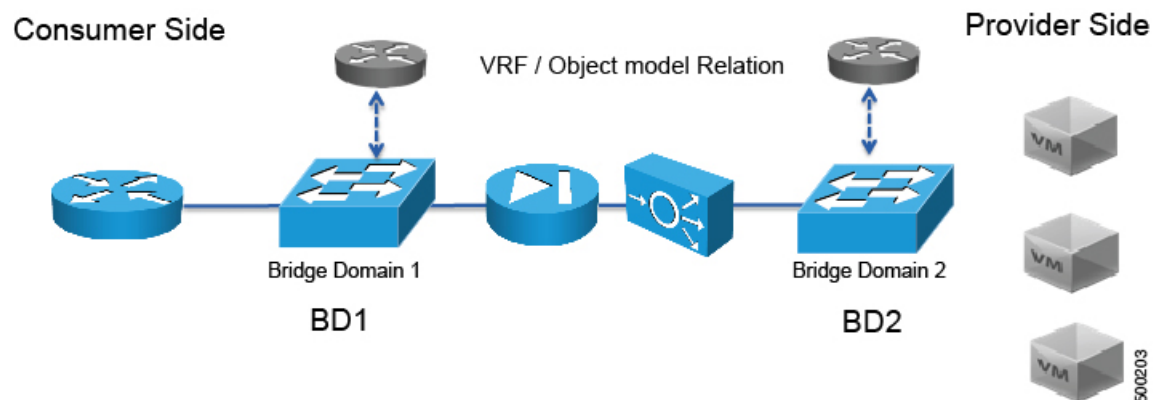 Consumer Side
Provider Side
VRF / Object model Relation
VM
Bridge Domain 1
Bridge Domain 2
VM
BD1
BD2
VM
500203